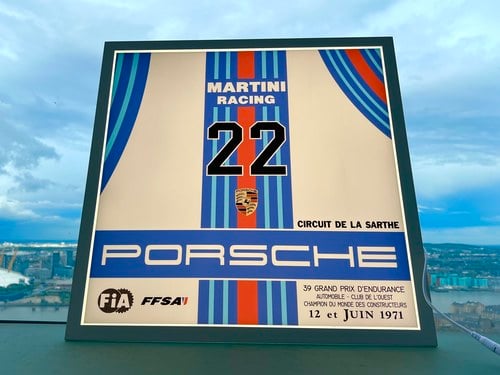 MARTINI
RACING
22
CIRCUIT DE LA SARTHE
PORSCHE
FiA
FFSA
39 GRAND PRIX D'ENDURANCE
AUTOMOBILE - CLUB DE L'OUEST
CHAMPION DU MONDE DES CONSTRUCTEURS
12 et JUIN 1971